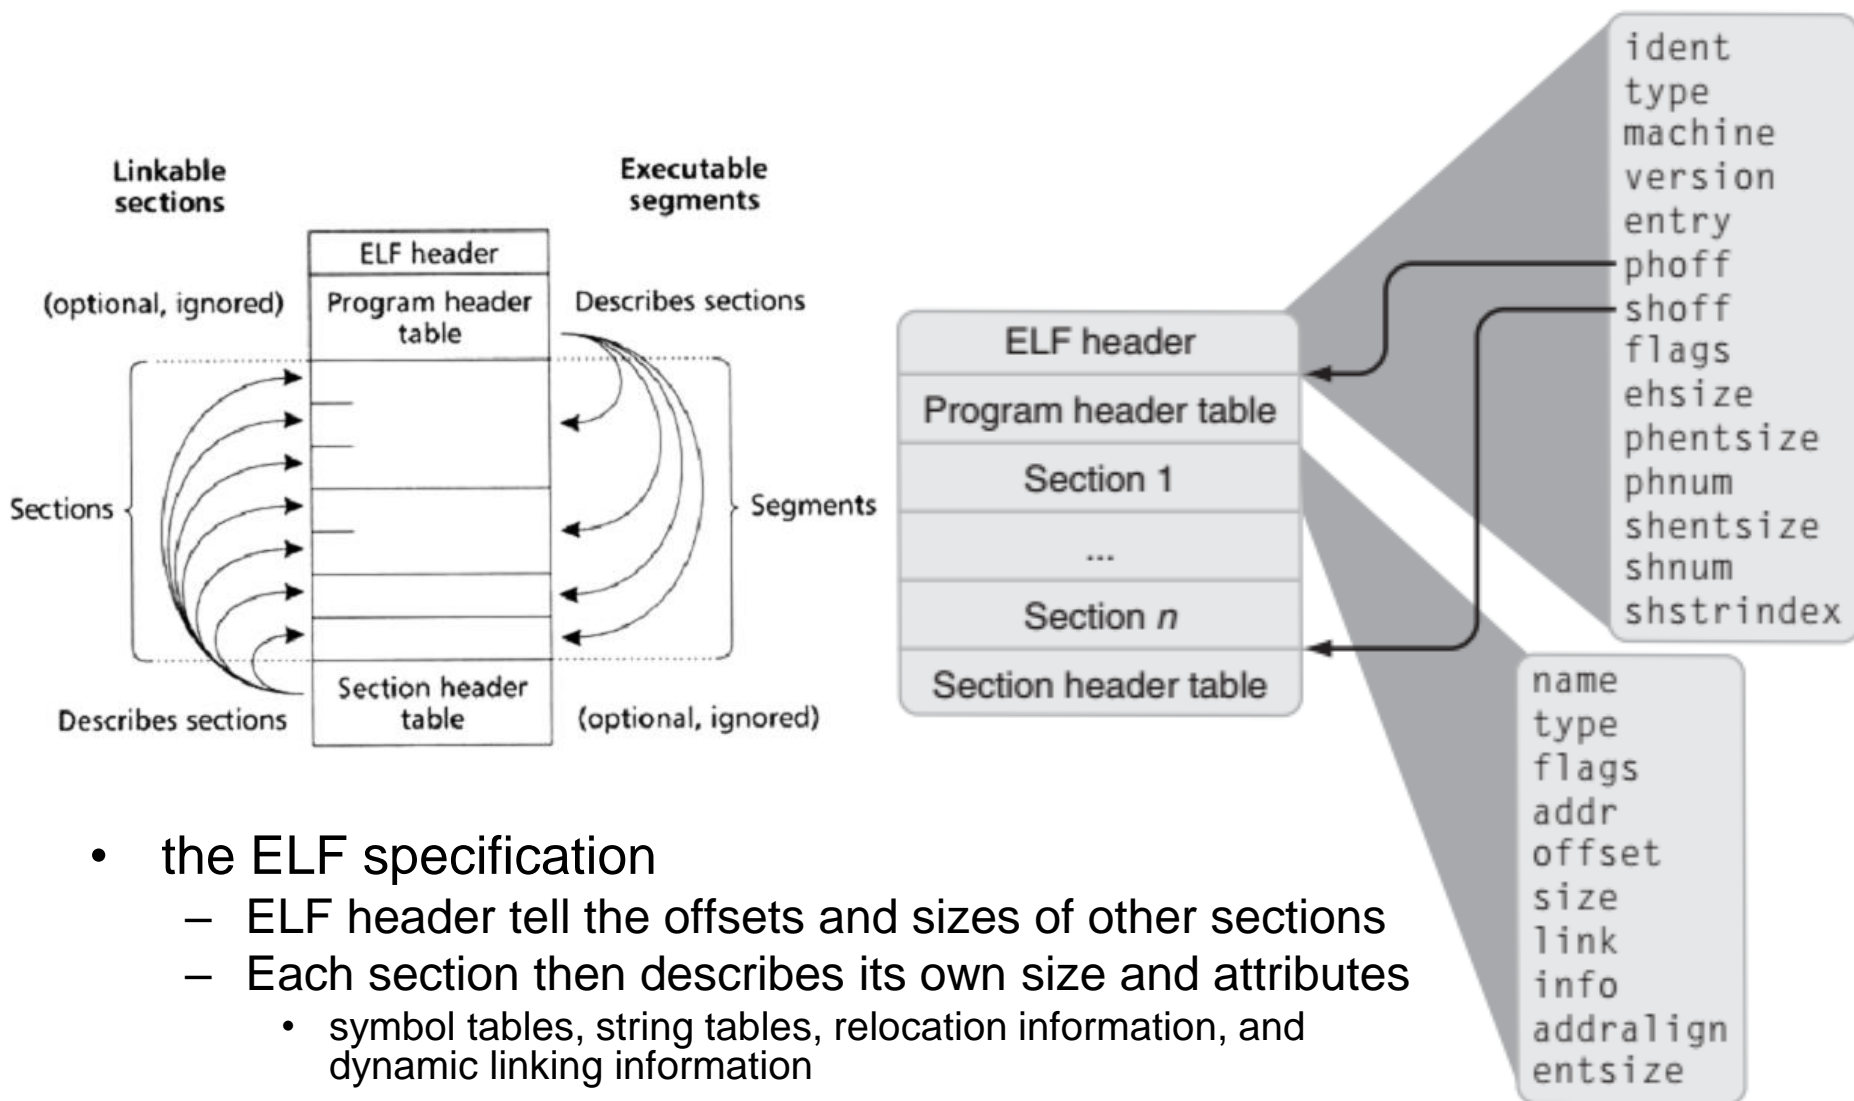 Linkable
sections
Executable
segments
ELF header
(optional, ignored)
Program header
table
Describes sections
Sections
Segments
Describes sections
Section header
table
(optional, ignored)
ELF header
Program header table
Section 1
...
Section n
Section header table
ident
type
machine
version
entry
phoff
shoff
flags
ehsize
phentsize
phnum
shentsize
shnum
shstrindex
name
type
flags
addr
offset
size
link
info
addralign
entsize
• the ELF specification
– ELF header tell the offsets and sizes of other sections
– Each section then describes its own size and attributes
• symbol tables, string tables, relocation information, and
dynamic linking information